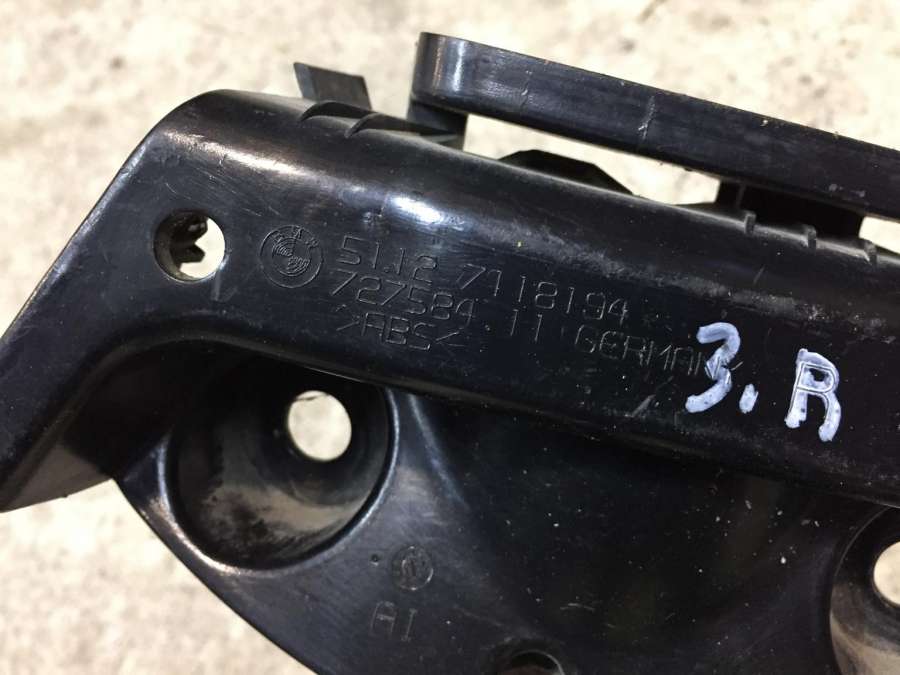 51.12 7118194
727584.11 GERMANY
>ABS<
3. R
AI